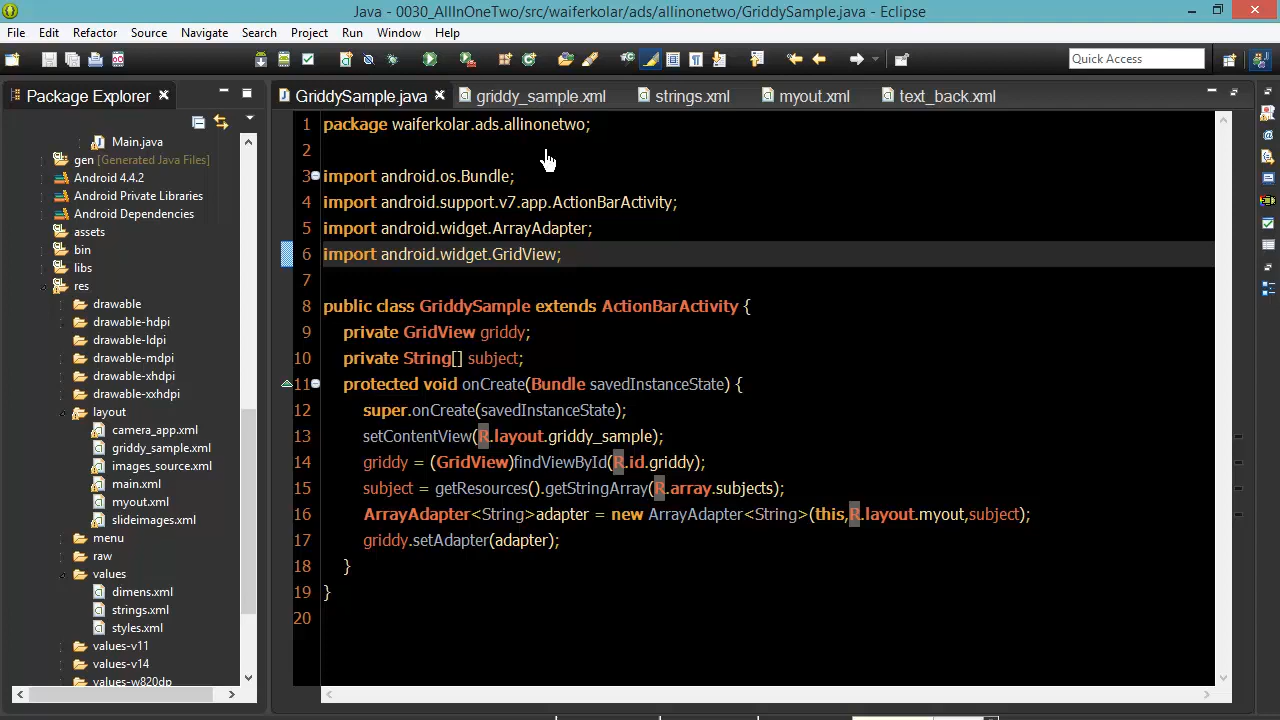 Java - 0030_AllInOneTwo/src/waiferkolar/ads/allinonetwo/GriddySample.java - Eclipse
File Edit Refactor Source Navigate Search Project Run Window Help
Quick Access
Package Explorer
GriddySample.java griddy_sample.xml strings.xml myout.xml text_back.xml
Main.java
gen [Generated Java Files]
Android 4.4.2
Android Private Libraries
Android Dependencies
assets
bin
libs
res
drawable
drawable-hdpi
drawable-ldpi
drawable-mdpi
drawable-xhdpi
drawable-xxhdpi
layout
camera_app.xml
griddy_sample.xml
images_source.xml
main.xml
myout.xml
slideimages.xml
menu
raw
values
dimens.xml
strings.xml
styles.xml
values-v11
values-v14
values-w820dp
1 package waiferkolar.ads.allinonetwo;
2
3 import android.os.Bundle;
4 import android.support.v7.app.ActionBarActivity;
5 import android.widget.ArrayAdapter;
6 import android.widget.GridView;
7
8 public class GriddySample extends ActionBarActivity {
9 private GridView griddy;
10 private String[] subject;
11 protected void onCreate(Bundle savedInstanceState) {
12 super.onCreate(savedInstanceState);
13 setContentView(R.layout.griddy_sample);
14 griddy = (GridView)findViewById(R.id.griddy);
15 subject = getResources().getStringArray(R.array.subjects);
16 ArrayAdapter<String>adapter = new ArrayAdapter<String>(this,R.layout.myout,subject);
17 griddy.setAdapter(adapter);
18 }
19 }
20